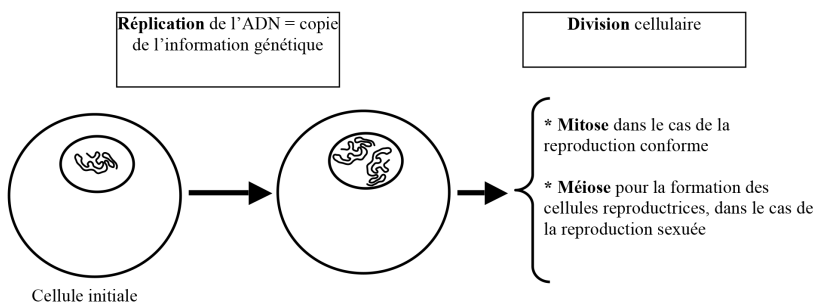 Réplication de l’ADN = copie
de l’information génétique
Division cellulaire
* Mitose dans le cas de la
reproduction conforme
* Méiose pour la formation des
cellules reproductrices, dans le cas de
la reproduction sexuée
Cellule initiale